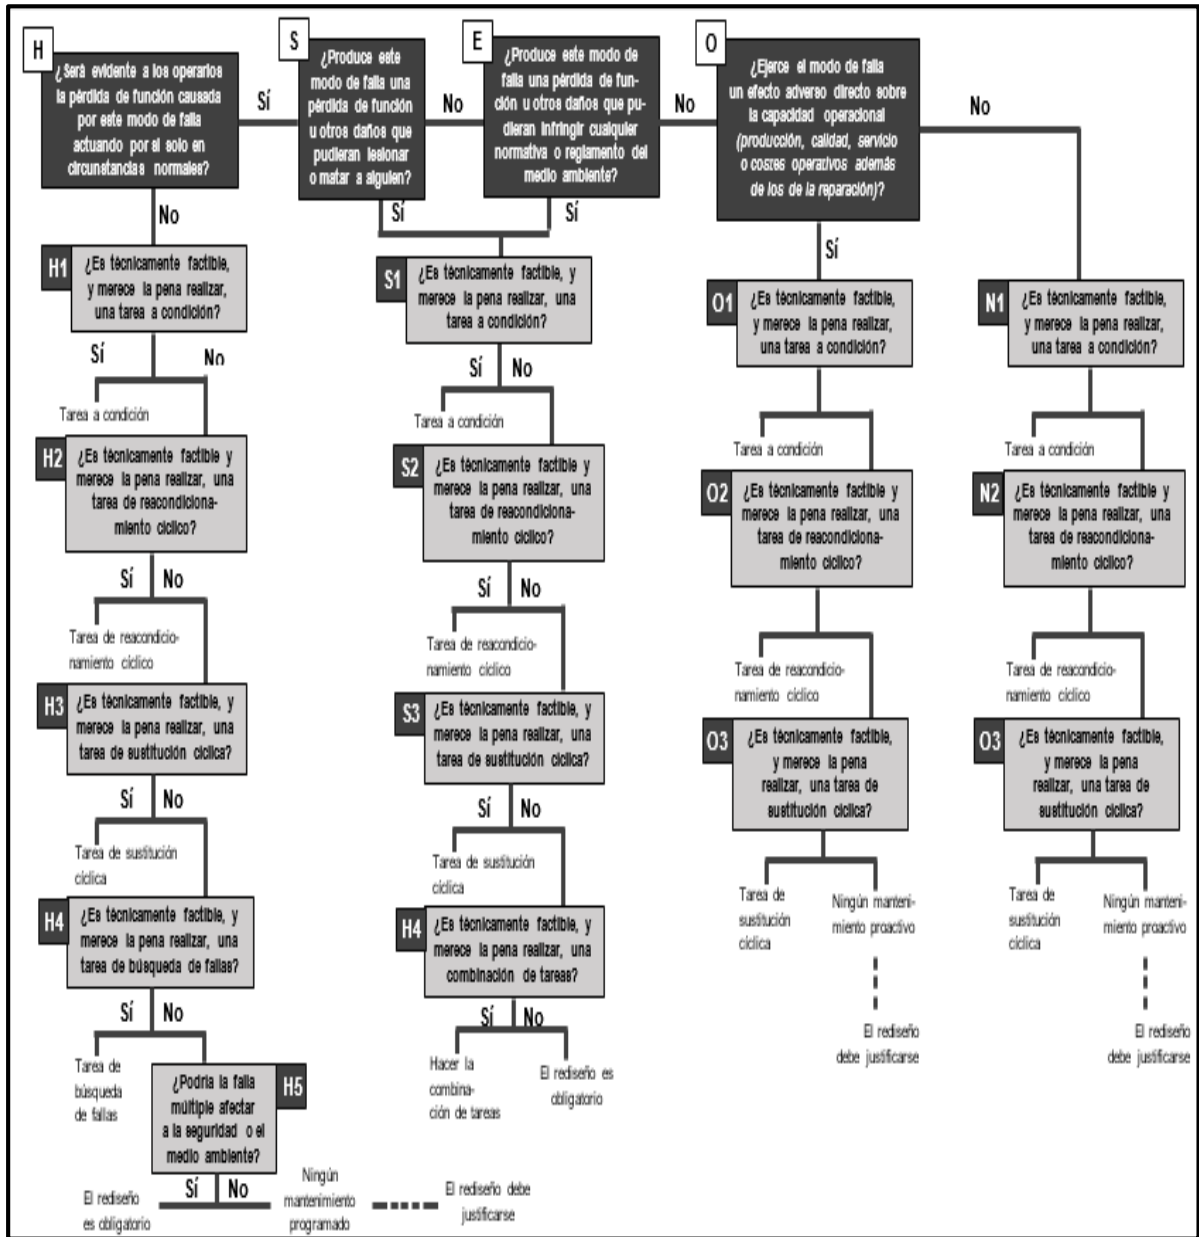 H
¿Será evidente a los operarios
la pérdida de función causada
por este modo de falla
actuando por si solo en
circunstancias normales?
Sí
S
¿Produce este
modo de falla una
pérdida de función
u otros daños que
pudieran lesionar
o matar a alguien?
No
E
¿Produce este modo de
falla una pérdida de fun-
ción u otros daños que pu-
dieran infringir cualquier
normativa o reglamento del
medio ambiente?
No
O
¿Ejerce el modo de falla
un efecto adverso directo sobre
la capacidad operacional
(producción, calidad, servicio
o costes operativos además
de los de la reparación)?
No
No
Sí
Sí
Sí
H1
¿Es técnicamente factible,
y merece la pena realizar,
una tarea a condición?
Sí
No
Tarea a condición
H2
¿Es técnicamente factible y
merece la pena realizar, una
tarea de reacondiciona-
miento cíclico?
Sí
No
Tarea de reacondicio-
namiento cíclico
H3
¿Es técnicamente factible, y
merece la pena realizar, una
tarea de sustitución cíclica?
Sí
No
Tarea de sustitución
cíclica
H4
¿Es técnicamente factible, y
merece la pena realizar, una
tarea de búsqueda de fallas?
Sí
No
Tarea de
búsqueda
de fallas
H5
¿Podría la falla
múltiple afectar
a la seguridad o el
medio ambiente?
Sí
No
El rediseño
es obligatorio
Ningún
mantenimiento
programado
El rediseño debe
justificarse
S1
¿Es técnicamente factible, y
merece la pena realizar, una
tarea a condición?
Sí
No
Tarea a condición
S2
¿Es técnicamente factible, y
merece la pena realizar, una
tarea de reacondiciona-
miento cíclico?
Sí
No
Tarea de reacondicio-
namiento cíclico
S3
¿Es técnicamente factible, y
merece la pena realizar, una
tarea de sustitución cíclica?
Sí
No
Tarea de sustitución
cíclica
H4
¿Es técnicamente factible, y
merece la pena realizar, una
combinación de tareas?
Sí
No
Hacer la
combina-
ción de tareas
El rediseño es
obligatorio
O1
¿Es técnicamente factible,
y merece la pena realizar,
una tarea a condición?
Tarea a condición
O2
¿Es técnicamente factible y
merece la pena realizar, una
tarea de reacondiciona-
miento cíclico?
Tarea de reacondicio-
namiento cíclico
O3
¿Es técnicamente factible,
y merece la pena
realizar, una tarea de
sustitución cíclica?
Tarea de
sustitución
cíclica
Ningún manteni-
miento proactivo
El rediseño
debe justificarse
N1
¿Es técnicamente factible,
y merece la pena realizar,
una tarea a condición?
Tarea a condición
N2
¿Es técnicamente factible y
merece la pena realizar, una
tarea de reacondiciona-
miento cíclico?
Tarea de reacondicio-
namiento cíclico
O3
¿Es técnicamente factible,
y merece la pena
realizar, una tarea de
sustitución cíclica?
Tarea de
sustitución
cíclica
Ningún manteni-
miento proactivo
El rediseño
debe justificarse